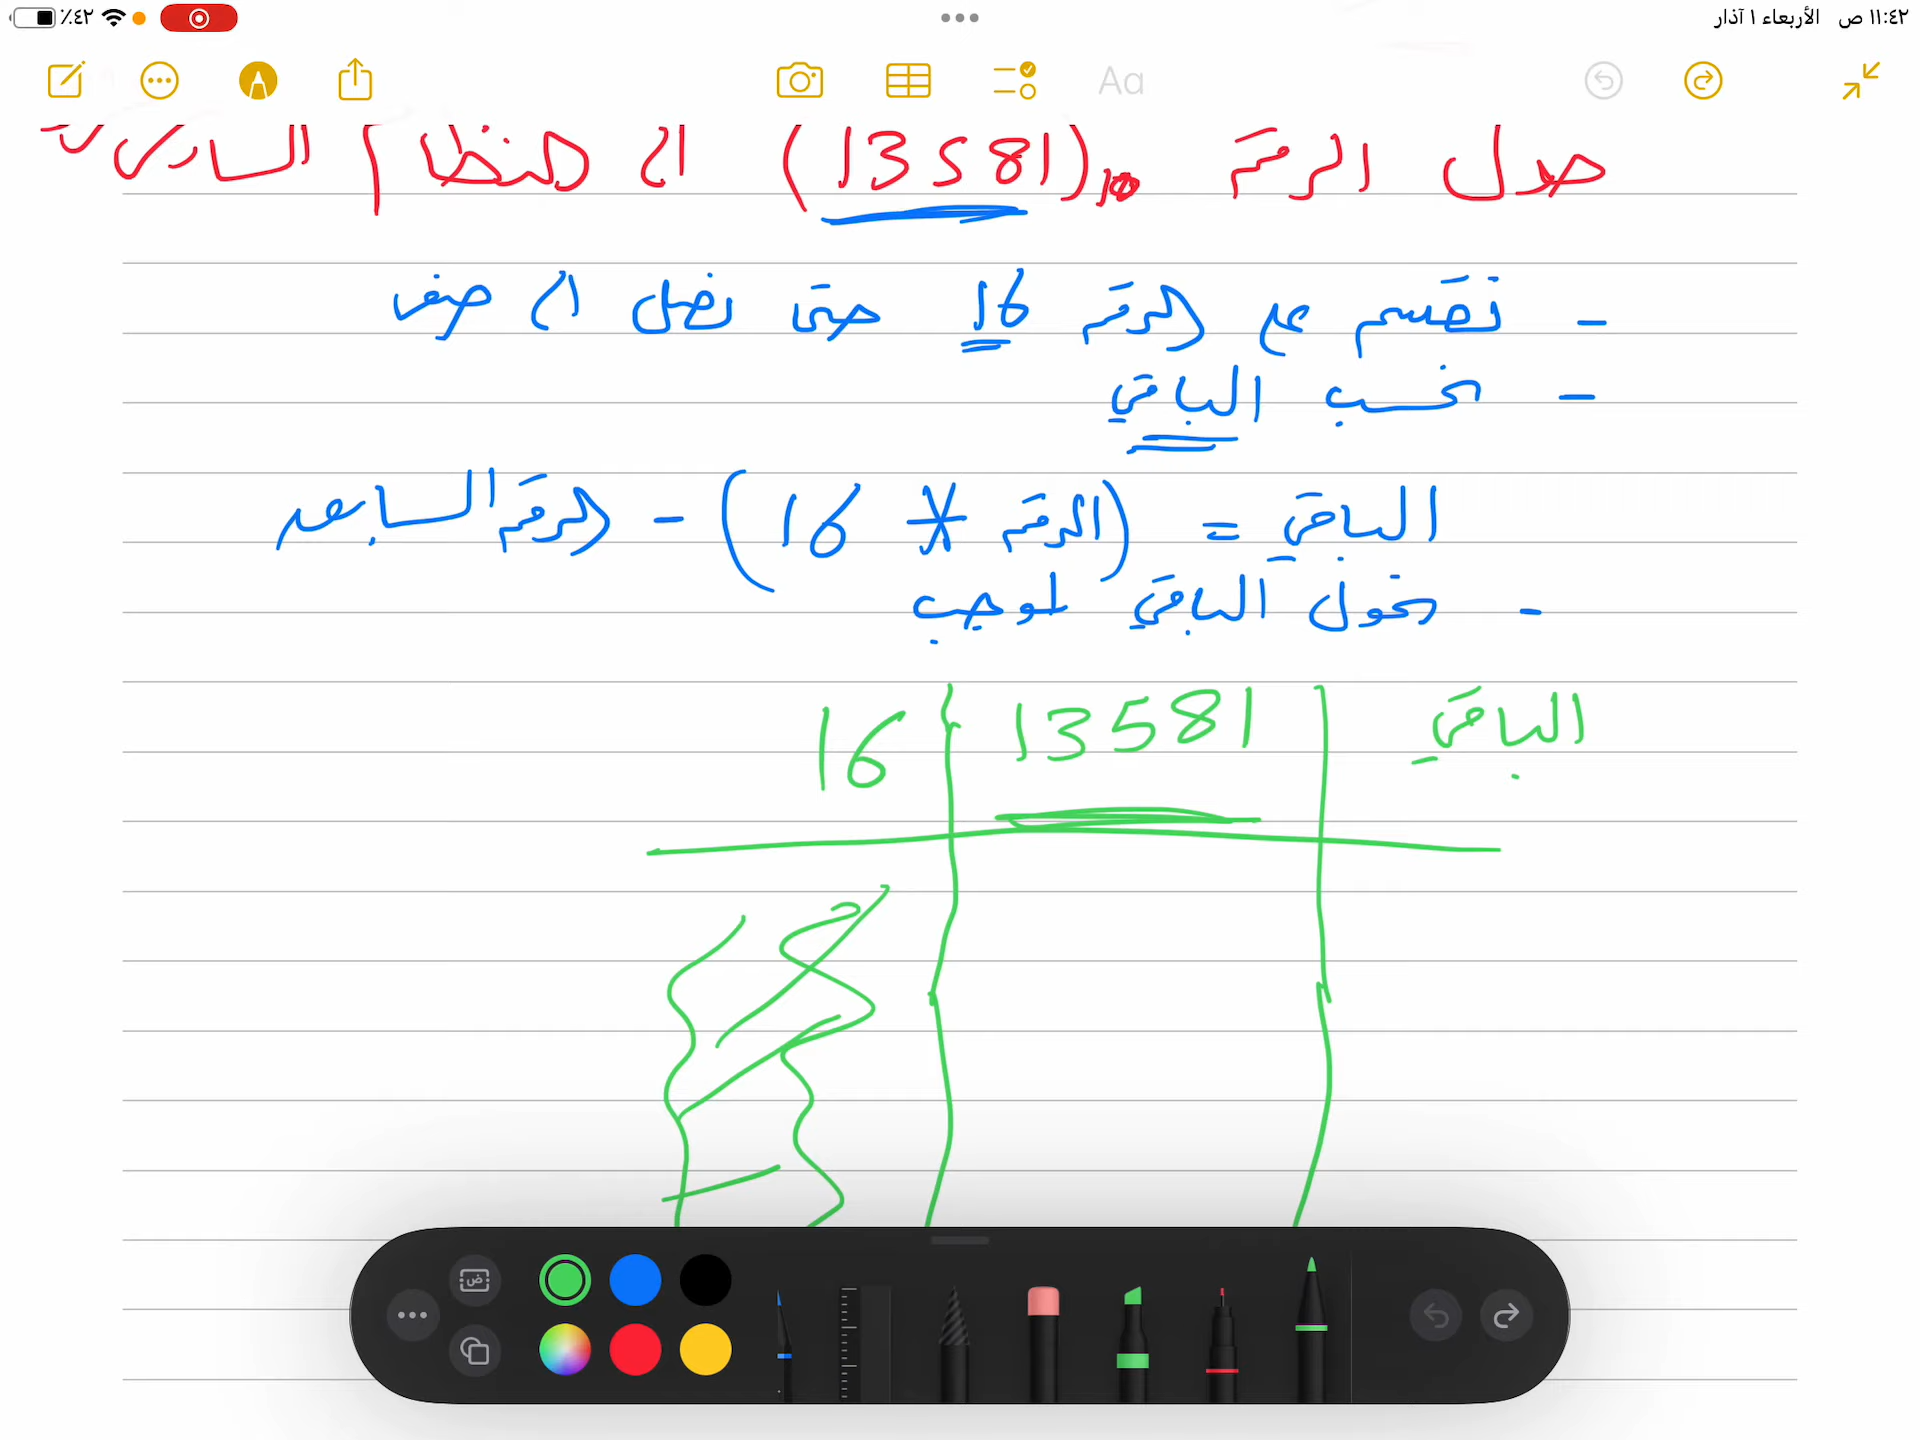 ٪٤٢
١١:٤٢ ص الأربعاء ١ آذار
Aa
حول الرقم (13581)10 الى النظام السادس
- نقسم على الرقم 16 حتى نصل الى صفر
- نحسب الباقي
الباقي = (الرقم * 16) - الرقم السابق
- نحول الباقي لموجب
16 13581 الباقي
ض